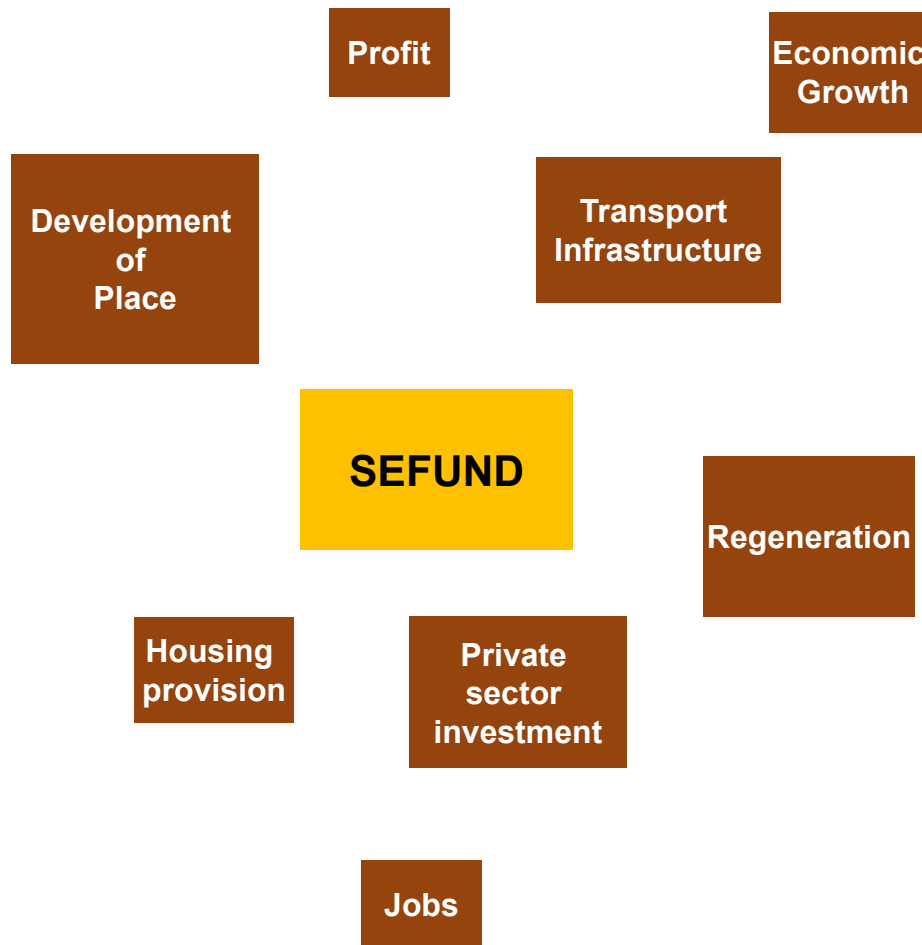 Profit
Economic
Growth
Development
of
Place
Transport
Infrastructure
SEFUND
Regeneration
Housing
provision
Private
sector
investment
Jobs